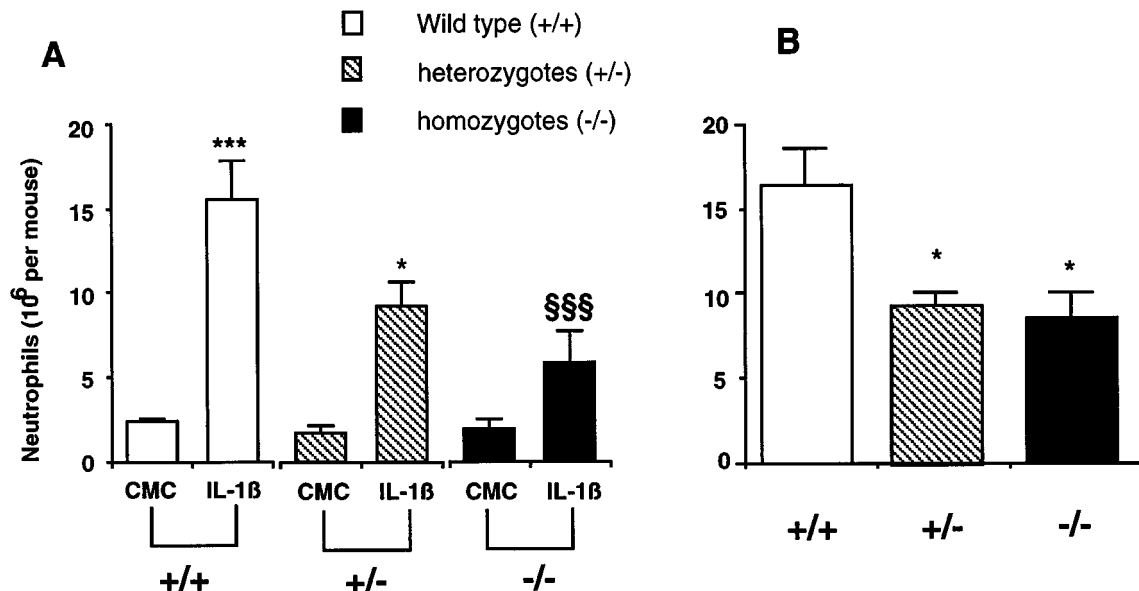 Wild type (+/+)
heterozygotes (+/-)
homozygotes (-/-)
A
Neutrophils (10⁶ per mouse)
20
15
10
5
0
***
*
§§§
CMC IL-1ß CMC IL-1ß CMC IL-1ß
+/+ +/- -/-
B
20
15
10
5
0
* *
+/+ +/- -/-